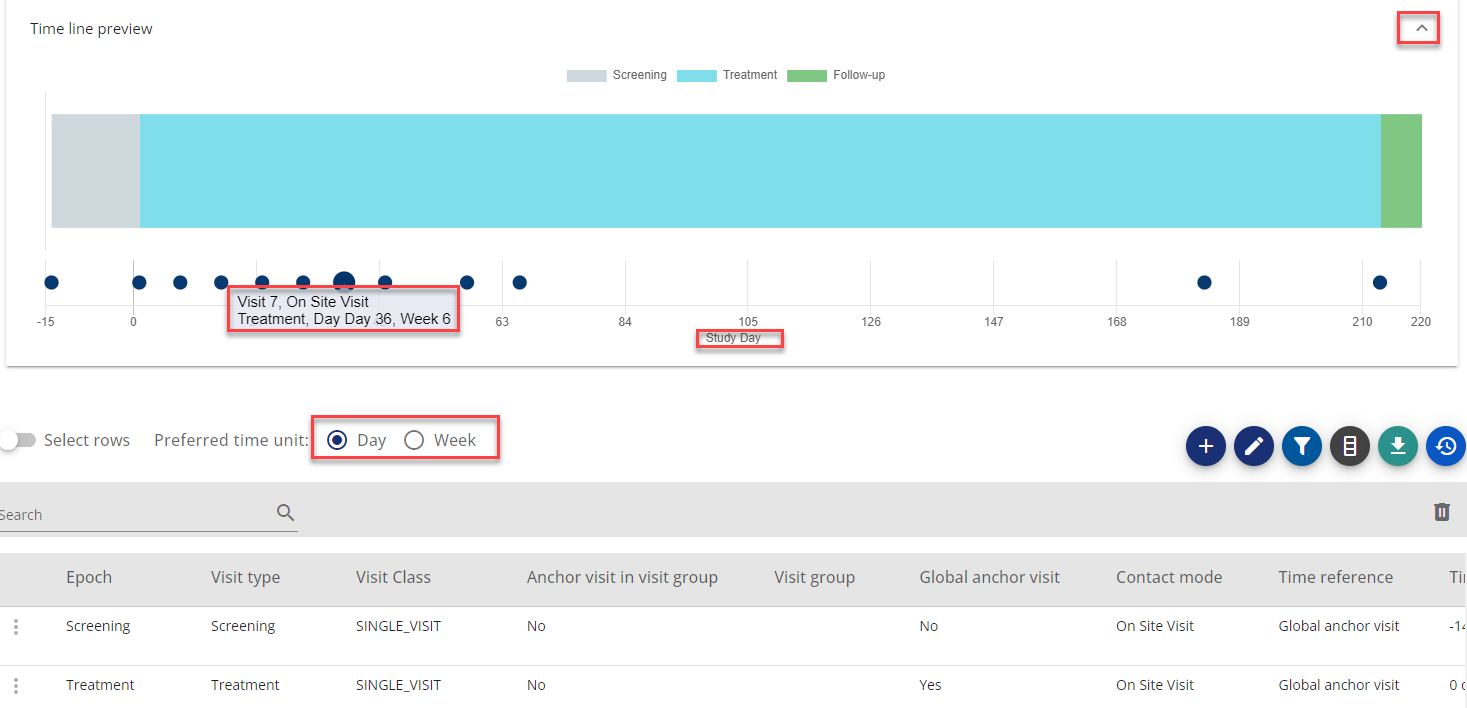 Time line preview
Screening Treatment Follow-up
Visit 7, On Site Visit
Treatment, Day Day 36, Week 6
-15 0 63 84 105 126 147 168 189 210 220
Study Day
Select rows Preferred time unit: Day Week
Search
Epoch Visit type Visit Class Anchor visit in visit group Visit group Global anchor visit Contact mode Time reference
Screening Screening SINGLE_VISIT No No On Site Visit Global anchor visit
Treatment Treatment SINGLE_VISIT No Yes On Site Visit Global anchor visit 0